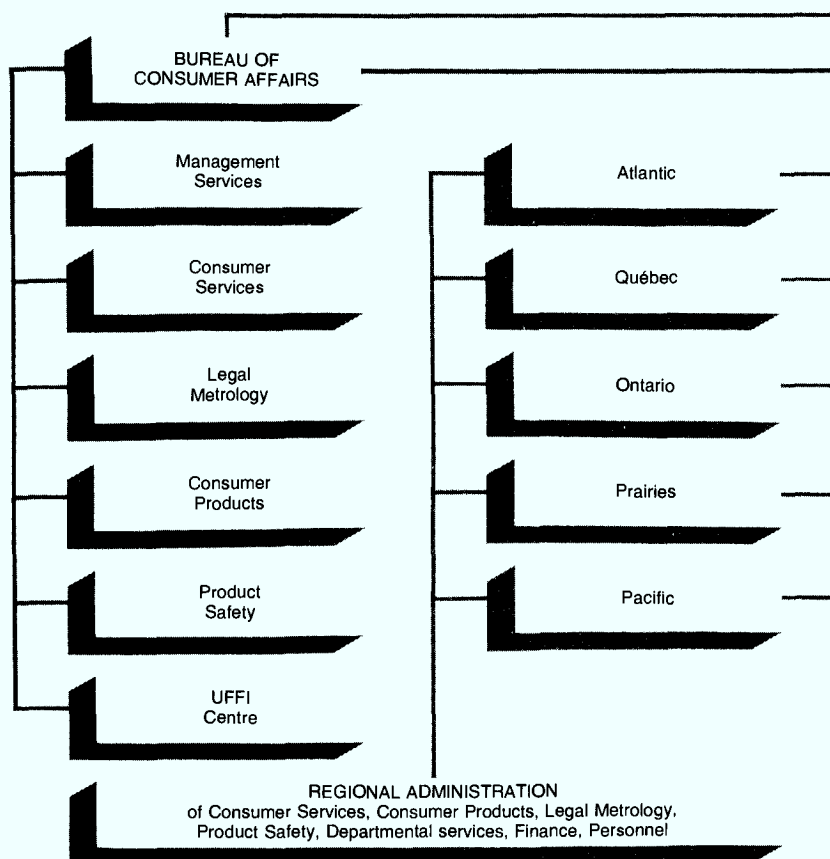 BUREAU OF
CONSUMER AFFAIRS
Management
Services
Consumer
Services
Legal
Metrology
Consumer
Products
Product
Safety
UFFI
Centre
Atlantic
Québec
Ontario
Prairies
Pacific
REGIONAL ADMINISTRATION
of Consumer Services, Consumer Products, Legal Metrology,
Product Safety, Departmental services, Finance, Personnel